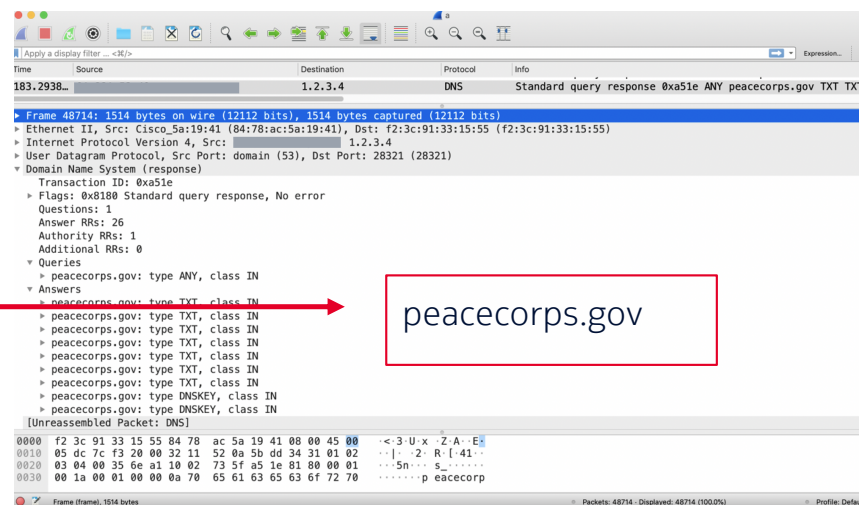 a
Apply a display filter ... <⌘/>
Expression...
Time Source Destination Protocol Info
183.2938… 1.2.3.4 DNS Standard query response 0xa51e ANY peacecorps.gov TXT TXT
Frame 48714: 1514 bytes on wire (12112 bits), 1514 bytes captured (12112 bits)
Ethernet II, Src: Cisco_5a:19:41 (84:78:ac:5a:19:41), Dst: f2:3c:91:33:15:55 (f2:3c:91:33:15:55)
Internet Protocol Version 4, Src: 1.2.3.4
User Datagram Protocol, Src Port: domain (53), Dst Port: 28321 (28321)
Domain Name System (response)
Transaction ID: 0xa51e
Flags: 0x8180 Standard query response, No error
Questions: 1
Answer RRs: 26
Authority RRs: 1
Additional RRs: 0
Queries
peacecorps.gov: type ANY, class IN
Answers
peacecorps.gov: type TXT, class IN
peacecorps.gov: type TXT, class IN
peacecorps.gov: type TXT, class IN
peacecorps.gov: type TXT, class IN
peacecorps.gov: type TXT, class IN
peacecorps.gov: type TXT, class IN
peacecorps.gov: type TXT, class IN
peacecorps.gov: type DNSKEY, class IN
peacecorps.gov: type DNSKEY, class IN
peacecorps.gov
[Unreassembled Packet: DNS]
0000 f2 3c 91 33 15 55 84 78 ac 5a 19 41 08 00 45 00 ·<·3·U·x ·Z·A··E·
0010 05 dc 7c f3 20 00 32 11 52 0a 5b dd 34 31 01 02 ··|· ·2· R·[·41··
0020 03 04 00 35 6e a1 10 02 73 5f a5 1e 81 80 00 01 ···5n··· s_······
0030 00 1a 00 01 00 00 0a 70 65 61 63 65 63 6f 72 70 ·······p eacecorp
Frame (frame), 1514 bytes Packets: 48714 · Displayed: 48714 (100.0%) Profile: Defau